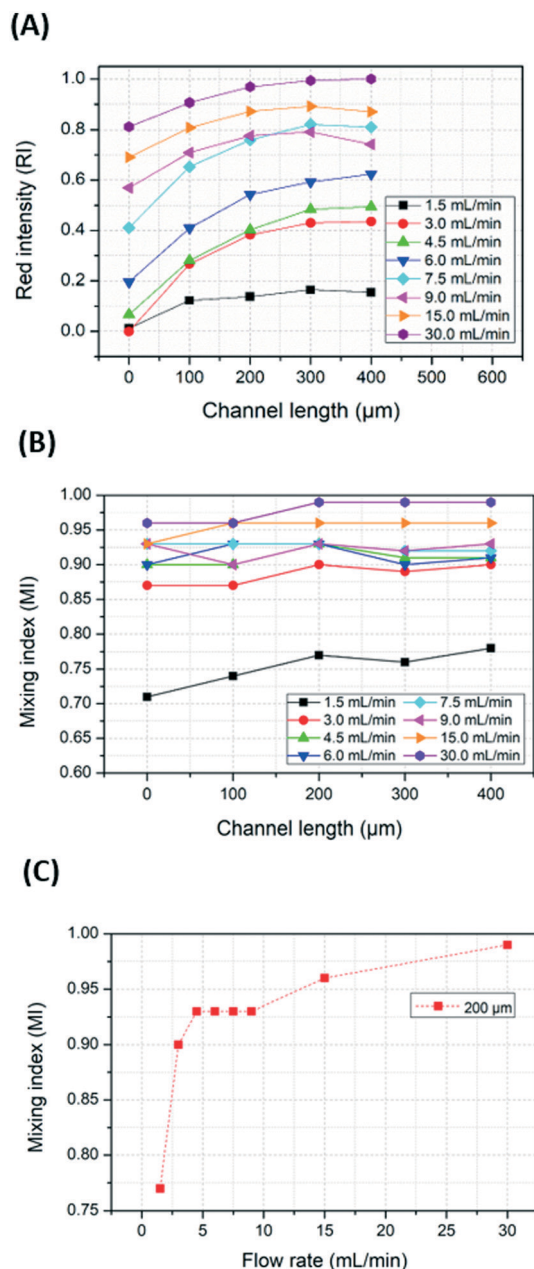 (A)
Red intensity (RI)
1.0
0.8
0.6
0.4
0.2
0.0
1.5 mL/min
3.0 mL/min
4.5 mL/min
6.0 mL/min
7.5 mL/min
9.0 mL/min
15.0 mL/min
30.0 mL/min
0 100 200 300 400 500 600
Channel length (µm)
(B)
Mixing index (MI)
1.00
0.95
0.90
0.85
0.80
0.75
0.70
0.65
0.60
1.5 mL/min 7.5 mL/min
3.0 mL/min 9.0 mL/min
4.5 mL/min 15.0 mL/min
6.0 mL/min 30.0 mL/min
0 100 200 300 400
Channel length (µm)
(C)
Mixing index (MI)
1.00
0.95
0.90
0.85
0.80
0.75
200 µm
0 5 10 15 20 25 30
Flow rate (mL/min)